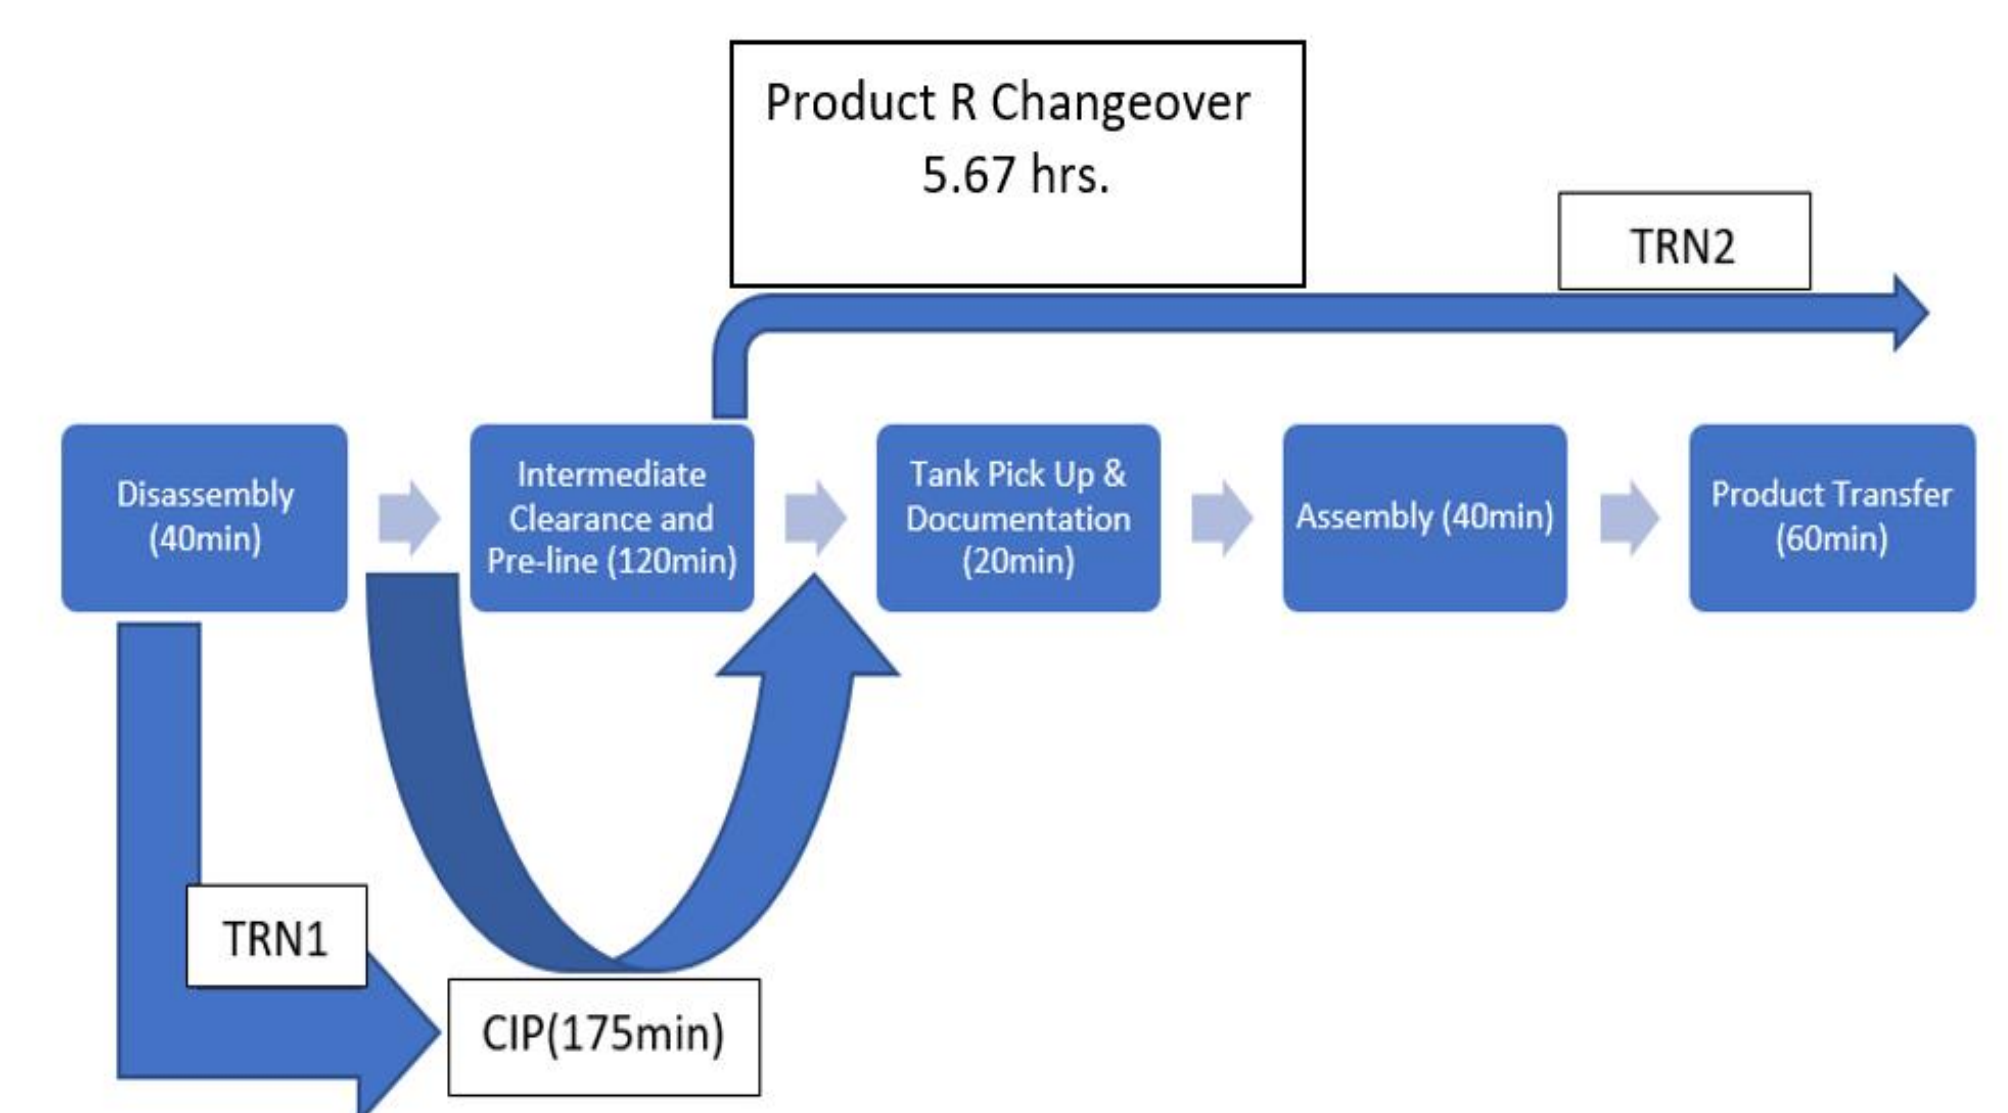 Product R Changeover
5.67 hrs.
TRN2
Disassembly
(40min)
Intermediate
Clearance and
Pre-line (120min)
Tank Pick Up &
Documentation
(20min)
Assembly (40min)
Product Transfer
(60min)
TRN1
CIP(175min)